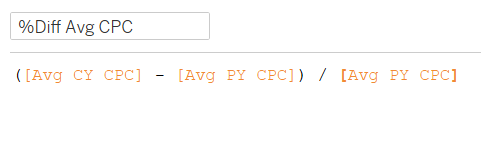 %Diff Avg CPC
([Avg CY CPC] - [Avg PY CPC]) / [Avg PY CPC]